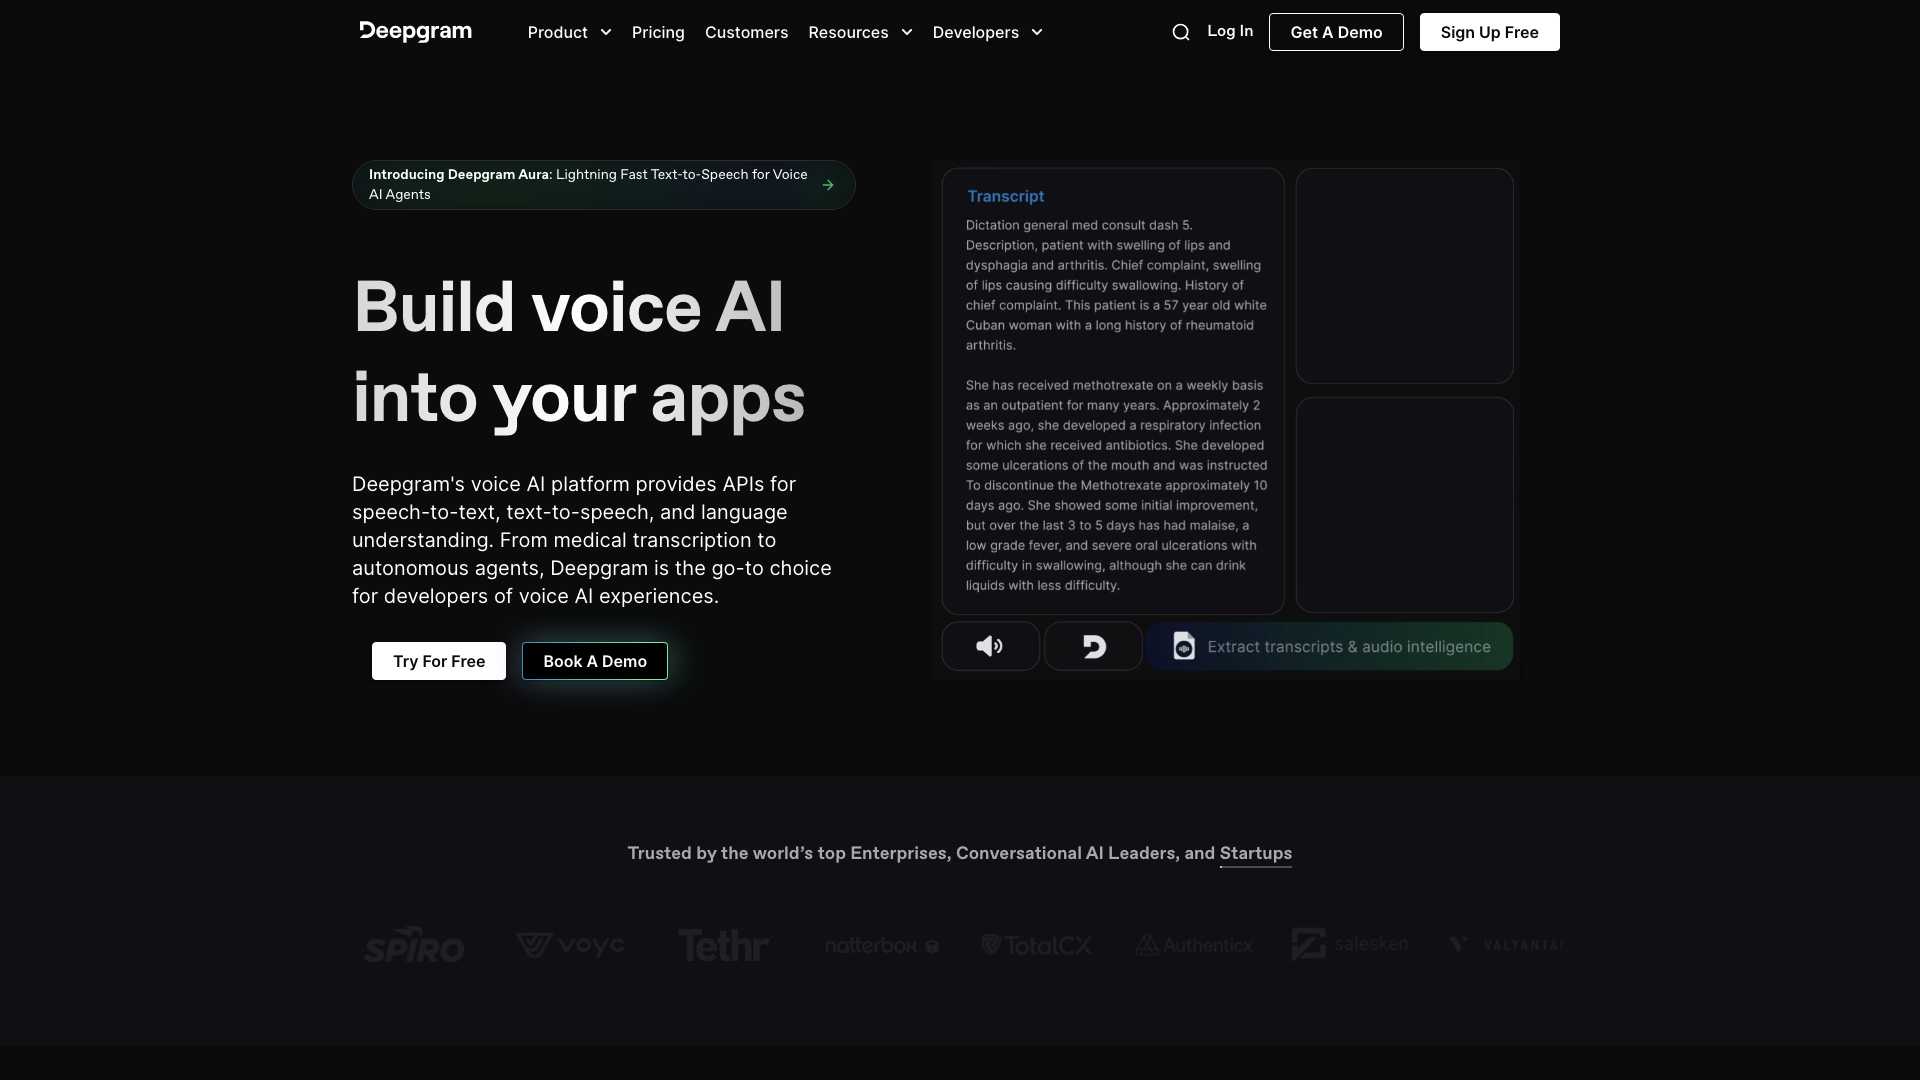 Deepgram
Product
Pricing
Customers
Resources
Developers
Log In
Get A Demo
Sign Up Free
Introducing Deepgram Aura: Lightning Fast Text-to-Speech for Voice
AI Agents
Build voice AI
into your apps
Deepgram's voice AI platform provides APIs for
speech-to-text, text-to-speech, and language
understanding. From medical transcription to
autonomous agents, Deepgram is the go-to choice
for developers of voice AI experiences.
Try For Free
Book A Demo
Transcript
Dictation general med consult dash 5.
Description, patient with swelling of lips and
dysphagia and arthritis. Chief complaint, swelling
of lips causing difficulty swallowing. History of
chief complaint. This patient is a 57 year old white
Cuban woman with a long history of rheumatoid
arthritis.
She has received methotrexate on a weekly basis
as an outpatient for many years. Approximately 2
weeks ago, she developed a respiratory infection
for which she received antibiotics. She developed
some ulcerations of the mouth and was instructed
To discontinue the Methotrexate approximately 10
days ago. She showed some initial improvement,
but over the last 3 to 5 days has had malaise, a
low grade fever, and severe oral ulcerations with
difficulty in swallowing, although she can drink
liquids with less difficulty.
Extract transcripts & audio intelligence
Trusted by the world’s top Enterprises, Conversational AI Leaders, and Startups
SPIRO
voyc
Tethr
natterbox
TotalCX
Authenticx
salesken
VALYANT AI